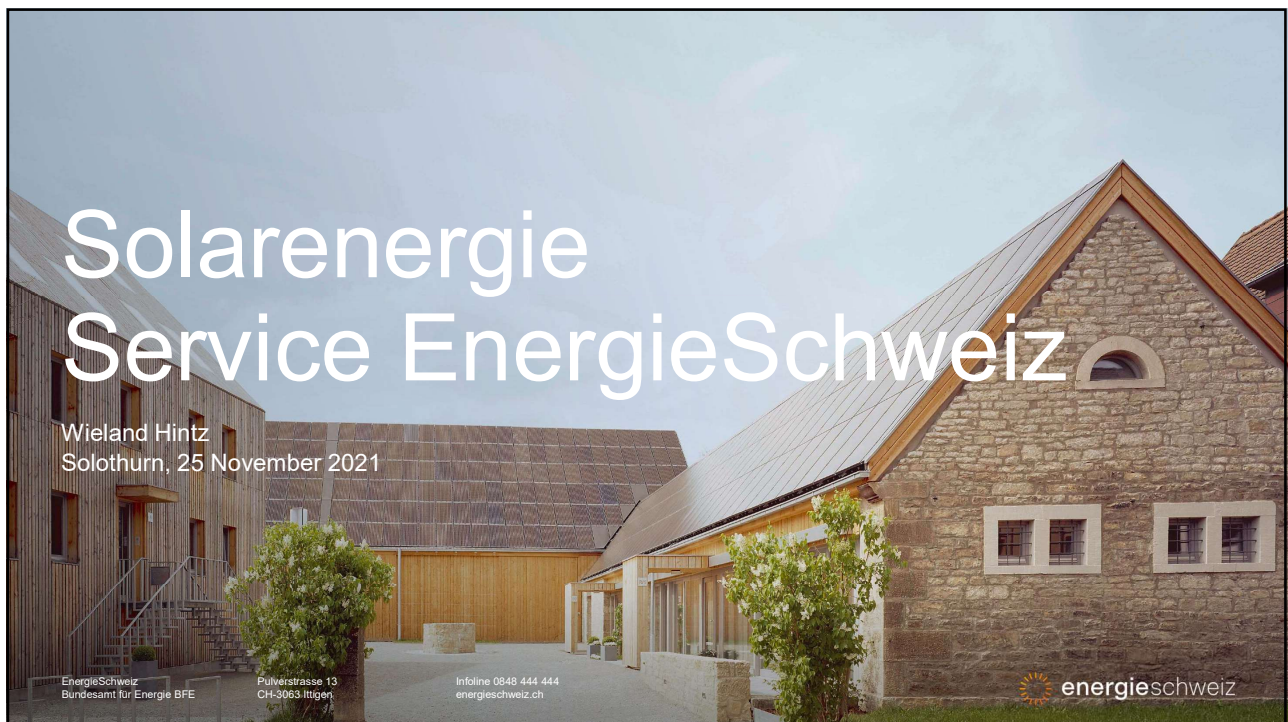 Solarenergie
Service EnergieSchweiz
Wieland Hintz
Solothurn, 25 November 2021
EnergieSchweiz
Bundesamt für Energie BFE
Pulverstrasse 13
CH-3063 Ittigen
Infoline 0848 444 444
energieschweiz.ch
energieschweiz